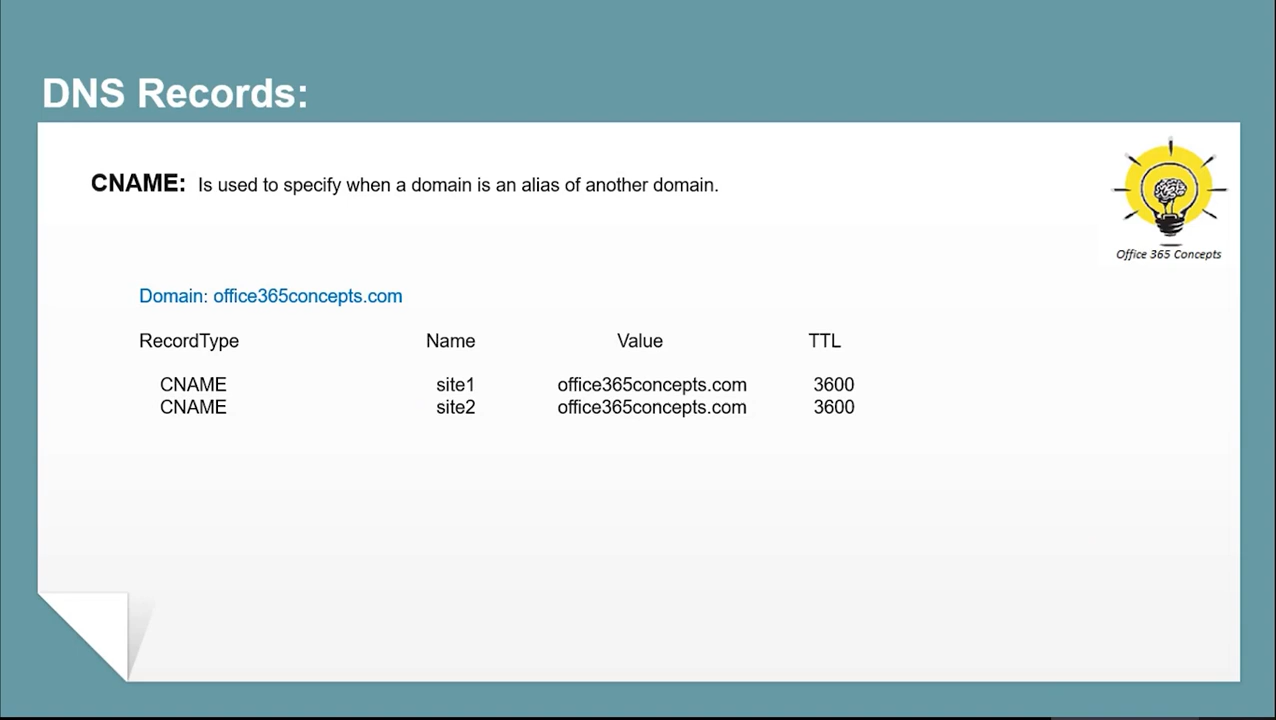 DNS Records:
CNAME: Is used to specify when a domain is an alias of another domain.
Office 365 Concepts
Domain: office365concepts.com
RecordType Name Value TTL
CNAME site1 office365concepts.com 3600
CNAME site2 office365concepts.com 3600